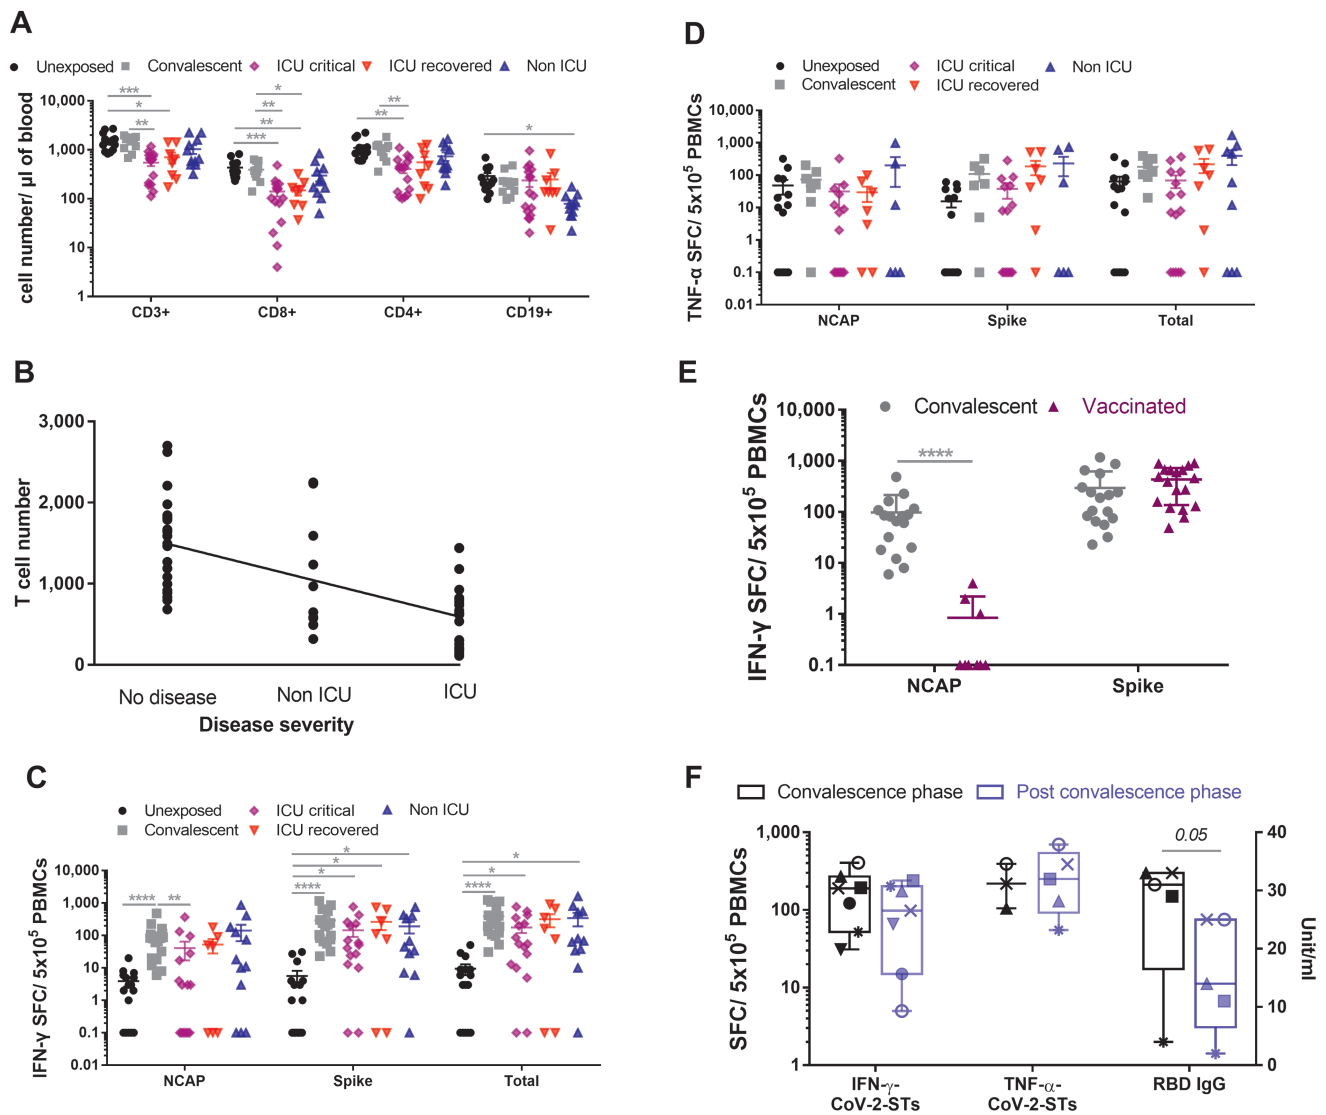 A
Unexposed Convalescent ICU critical ICU recovered Non ICU
cell number/ µl of blood
10,000
1,000
100
10
1
***
*
**
*
**
**
***
**
**
*
CD3+ CD8+ CD4+ CD19+
B
T cell number
3,000
2,000
1,000
0
No disease Non ICU ICU
Disease severity
C
Unexposed ICU critical Non ICU
Convalescent ICU recovered
IFN-γ SFC/ 5x10⁵ PBMCs
10,000
1,000
100
10
1
0.1
0.01
**** **
*
*
*
****
*
*
****
NCAP Spike Total
D
Unexposed ICU critical Non ICU
Convalescent ICU recovered
TNF-α SFC/ 5x10⁵ PBMCs
10,000
1,000
100
10
1
0.1
0.01
NCAP Spike Total
E
Convalescent Vaccinated
IFN-γ SFC/ 5x10⁵ PBMCs
10,000
1,000
100
10
1
0.1
****
NCAP Spike
F
Convalescence phase Post convalescence phase
SFC/ 5x10⁵ PBMCs
1,000
100
10
1
0.05
40
30
20
10
0
Unit/ml
IFN-γ- TNF-α- RBD IgG
CoV-2-STs CoV-2-STs